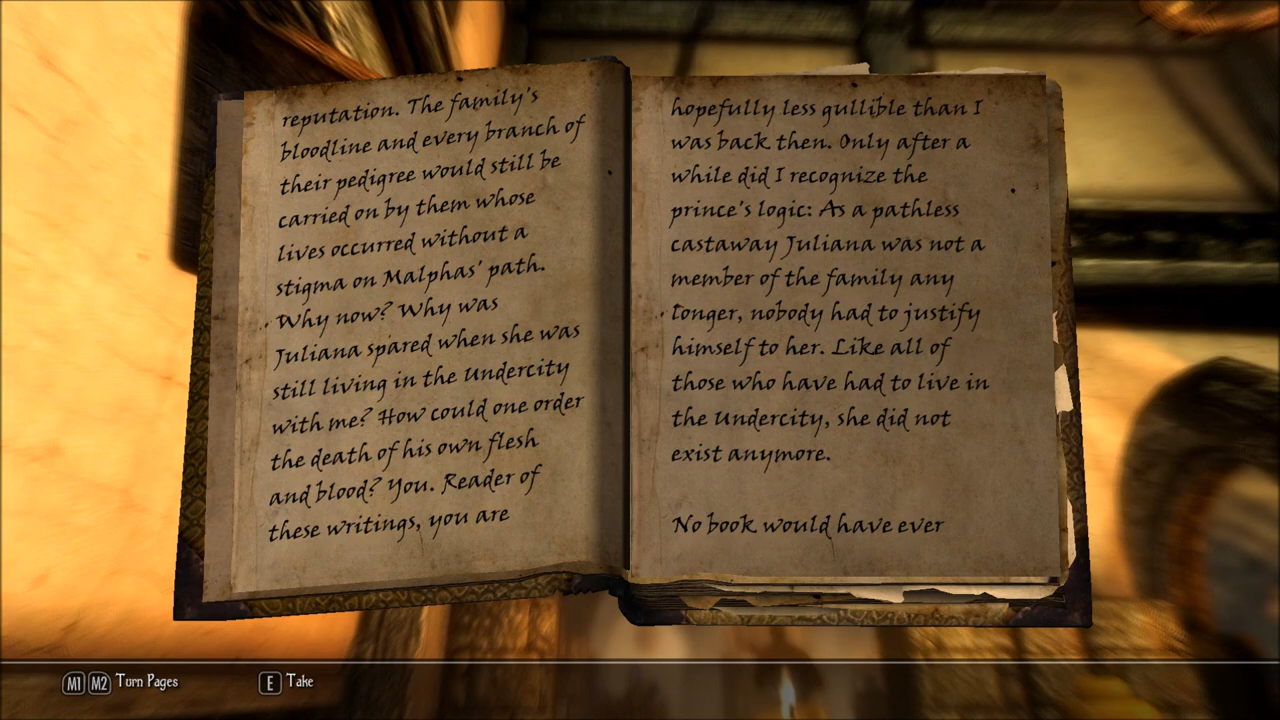 reputation. The family's
bloodline and every branch of
their pedigree would still be
carried on by them whose
lives occurred without a
stigma on Malphas' path.
Why now? Why was
Juliana spared when she was
still living in the Undercity
with me? How could one order
the death of his own flesh
and blood? You. Reader of
these writings, you are
hopefully less gullible than I
was back then. Only after a
while did I recognize the
prince's logic: As a pathless
castaway Juliana was not a
member of the family any
longer, nobody had to justify
himself to her. Like all of
those who have had to live in
the Undercity, she did not
exist anymore.
No book would have ever
M1 M2 Turn Pages
E Take